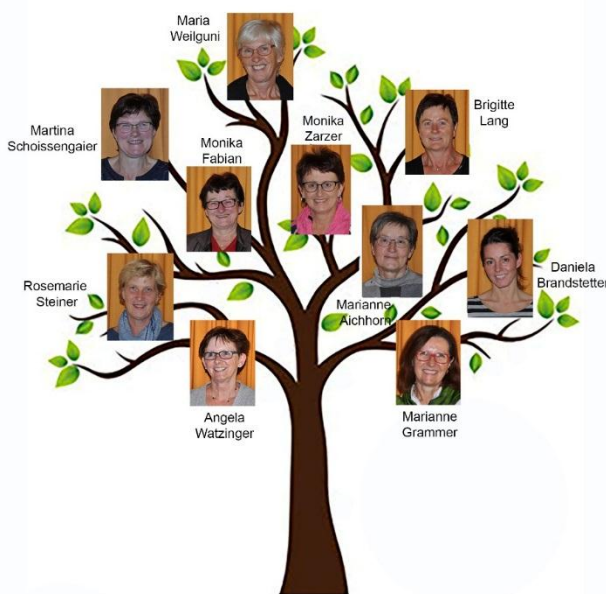 Maria
Weilguni
Martina
Schoissengaier
Monika
Fabian
Monika
Zarzer
Brigitte
Lang
Rosemarie
Steiner
Marianne
Aichhorn
Daniela
Brandstetter
Angela
Watzinger
Marianne
Grammer